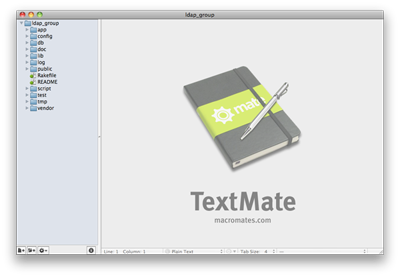 ldap_group
ldap_group
app
config
db
doc
lib
log
public
Rakefile
README
script
test
tmp
vendor
mate
TextMate
macromates.com
Line: 1 Column: 1 Plain Text Tab Size: 4 —